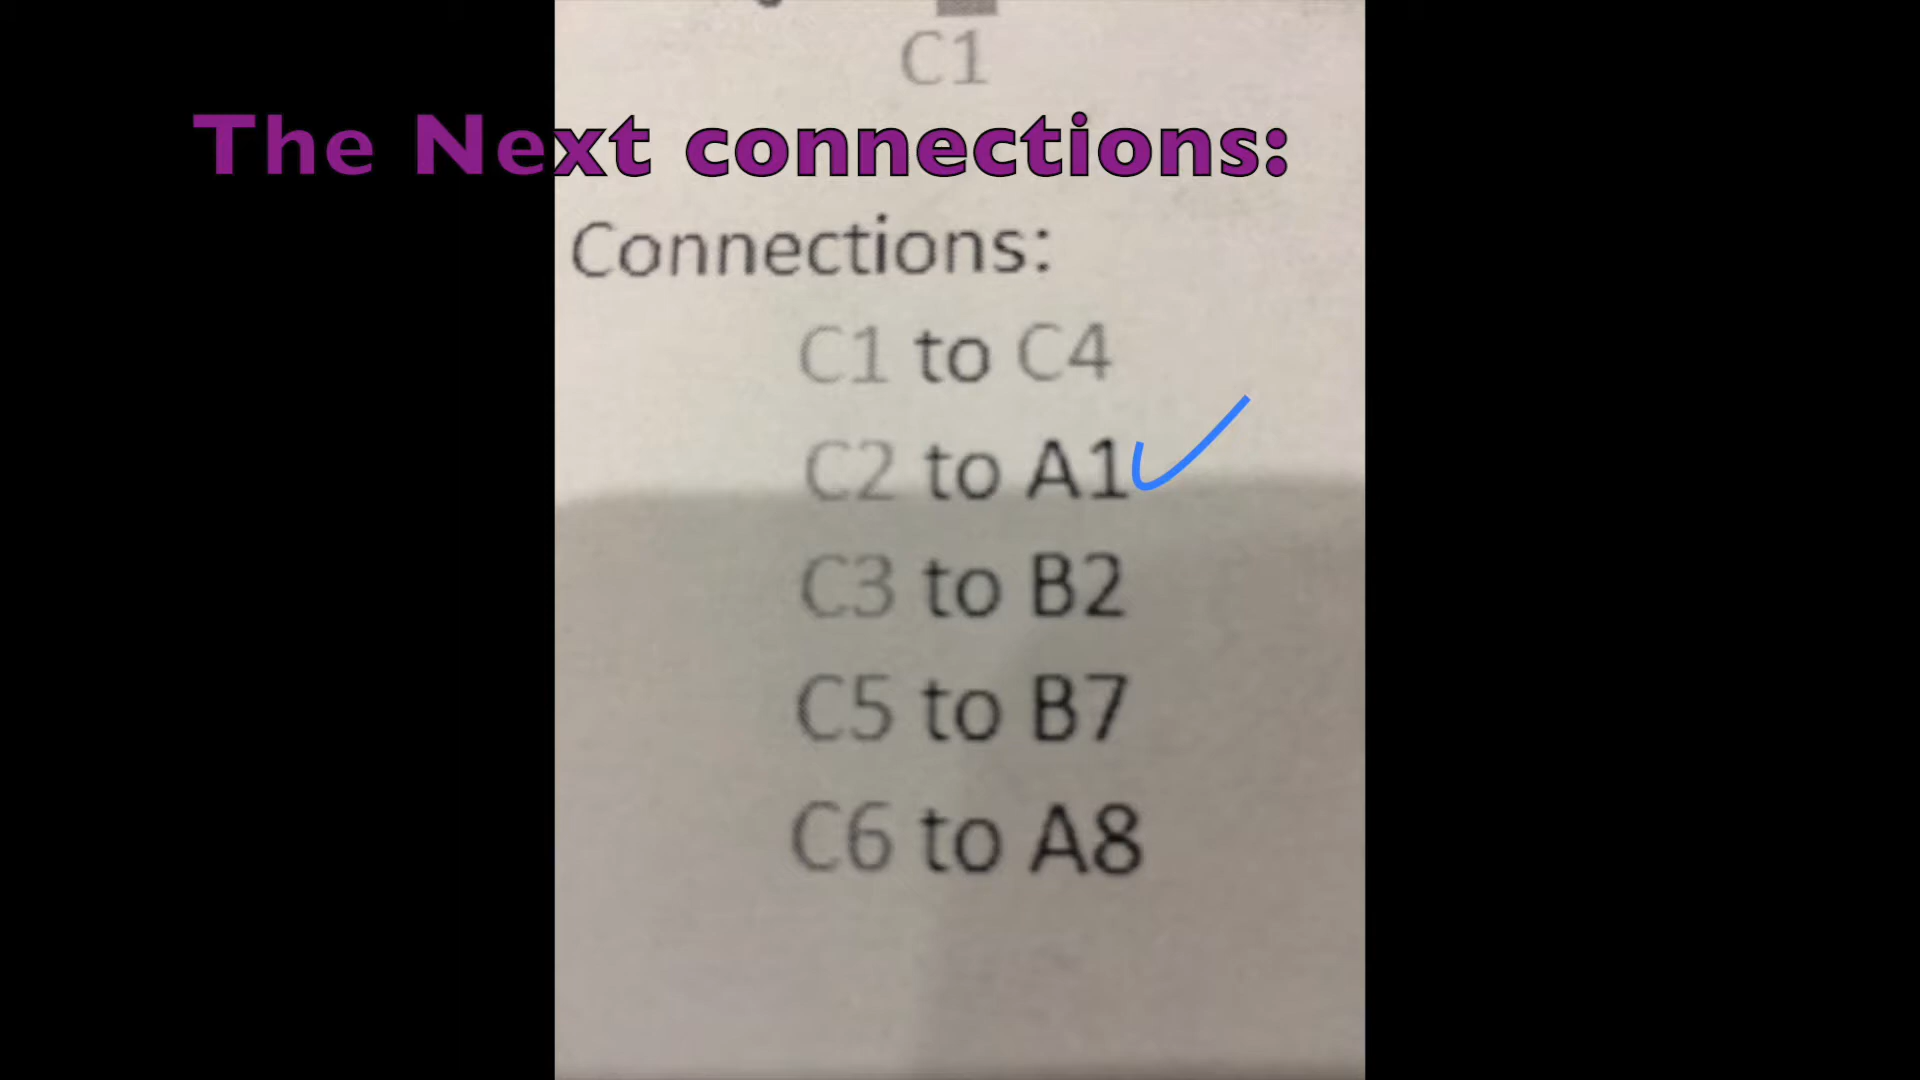 C1
The Next connections:
Connections:
C1 to C4
C2 to A1
C3 to B2
C5 to B7
C6 to A8